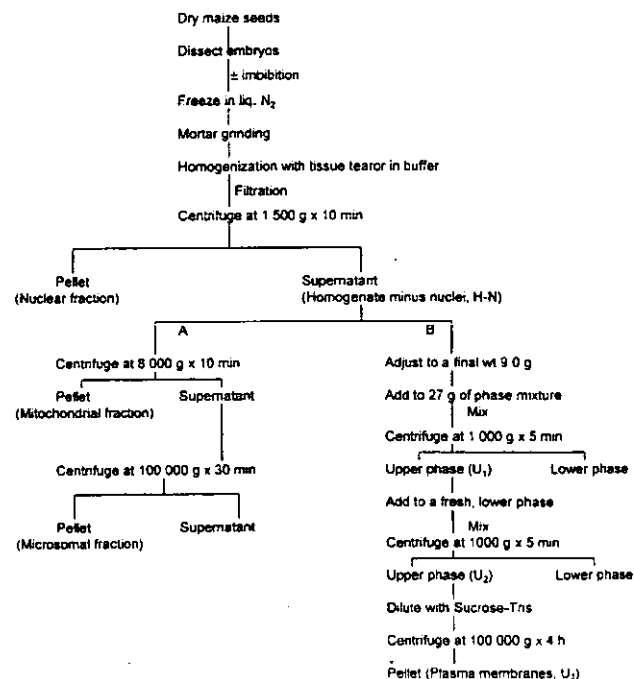 Dry maize seeds
Dissect embryos
± imbibition
Freeze in liq. N₂
Mortar grinding
Homogenization with tissue tearor in buffer
Filtration
Centrifuge at 1 500 g x 10 min
Pellet
(Nuclear fraction)
Supernatant
(Homogenate minus nuclei, H-N)
A
Centrifuge at 8 000 g x 10 min
Pellet
(Mitochondrial fraction)
Supernatant
Centrifuge at 100 000 g x 30 min
Pellet
(Microsomal fraction)
Supernatant
B
Adjust to a final wt 9 0 g
Add to 27 g of phase mixture
Mix
Centrifuge at 1 000 g x 5 min
Upper phase (U₁)
Lower phase
Add to a fresh, lower phase
Mix
Centrifuge at 1000 g x 5 min
Upper phase (U₂)
Lower phase
Dilute with Sucrose-Tris
Centrifuge at 100 000 g x 4 h
Pellet (Plasma membranes, U₂)